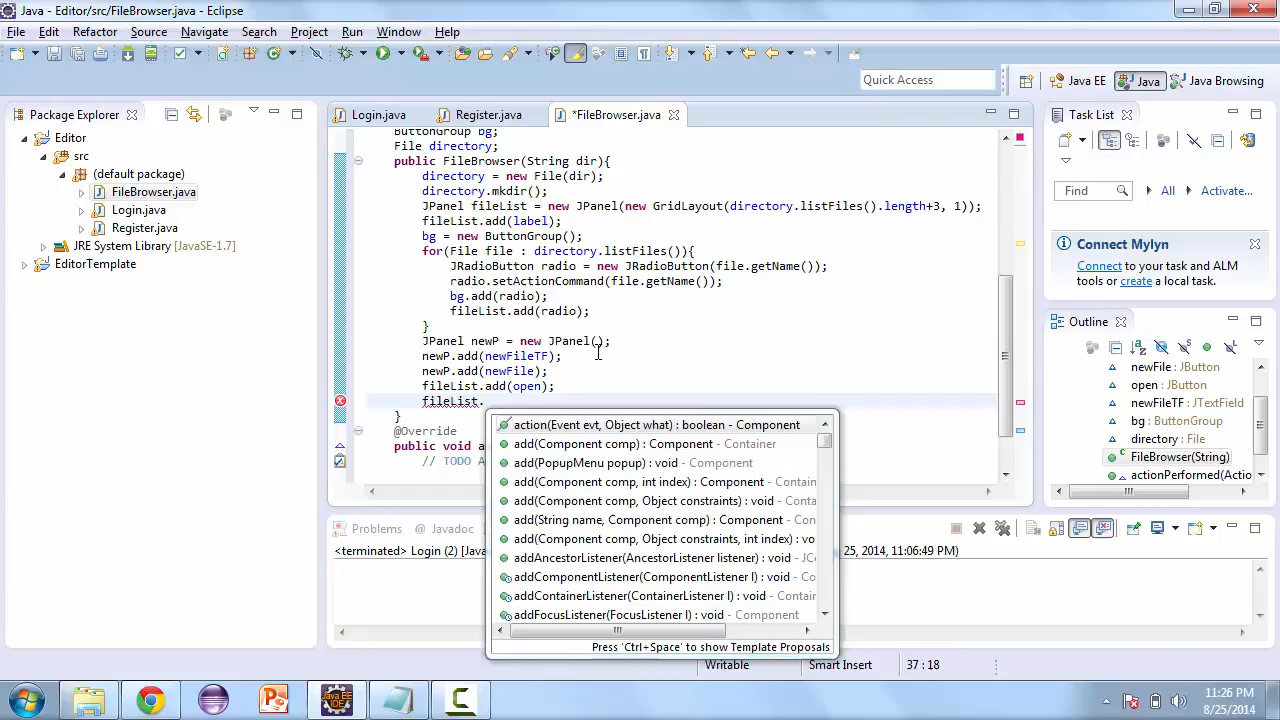 Java - Editor/src/FileBrowser.java - Eclipse
File Edit Refactor Source Navigate Search Project Run Window Help
Quick Access
Java EE Java Java Browsing
Package Explorer
Editor
src
(default package)
FileBrowser.java
Login.java
Register.java
JRE System Library [JavaSE-1.7]
EditorTemplate
Login.java Register.java *FileBrowser.java
ButtonGroup bg;
File directory;
public FileBrowser(String dir){
directory = new File(dir);
directory.mkdir();
JPanel fileList = new JPanel(new GridLayout(directory.listFiles().length+3, 1));
fileList.add(label);
bg = new ButtonGroup();
for(File file : directory.listFiles()){
JRadioButton radio = new JRadioButton(file.getName());
radio.setActionCommand(file.getName());
bg.add(radio);
fileList.add(radio);
}
JPanel newP = new JPanel();
newP.add(newFileTF);
newP.add(newFile);
fileList.add(open);
fileList.
}
@Override
public void a
// TODO A
action(Event evt, Object what) : boolean - Component
add(Component comp) : Component - Container
add(PopupMenu popup) : void - Component
add(Component comp, int index) : Component - Contain
add(Component comp, Object constraints) : void - Conta
add(String name, Component comp) : Component - Con
add(Component comp, Object constraints, int index) : vo
addAncestorListener(AncestorListener listener) : void - JC
addComponentListener(ComponentListener l) : void - Co
addContainerListener(ContainerListener l) : void - Contain
addFocusListener(FocusListener l) : void - Component
Press 'Ctrl+Space' to show Template Proposals
Task List
Find All Activate...
Connect Mylyn
Connect to your task and ALM
tools or create a local task.
Outline
newFile : JButton
open : JButton
newFileTF : JTextField
bg : ButtonGroup
directory : File
FileBrowser(String)
actionPerformed(Actio
Problems @ Javadoc
<terminated> Login (2) [Java 25, 2014, 11:06:49 PM)
Writable Smart Insert 37 : 18
Java EE
IDE
11:26 PM
8/25/2014